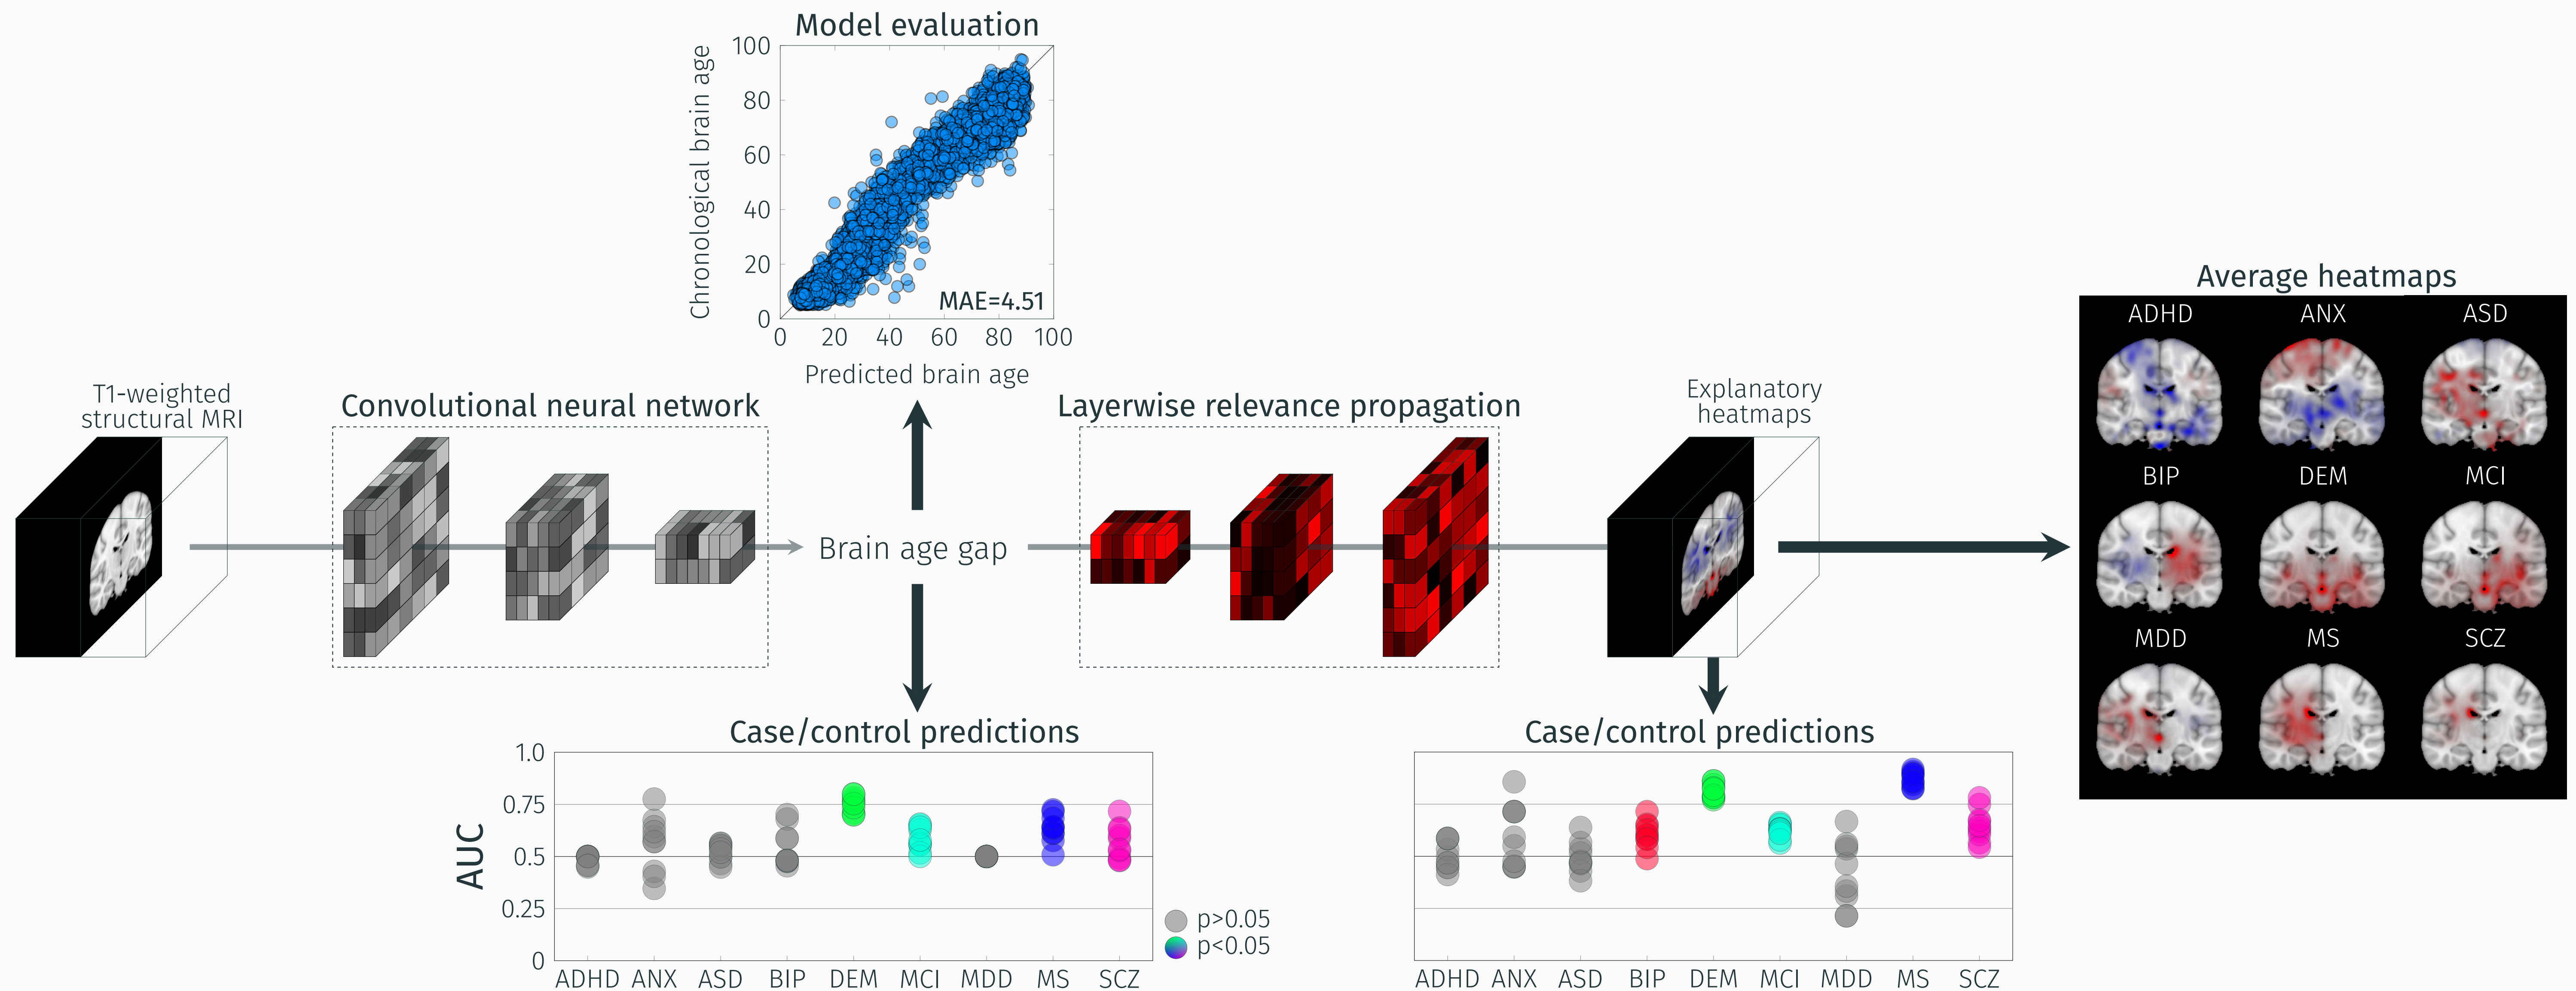 Model evaluation
Chronological brain age
100
80
60
40
20
0
MAE=4.51
0 20 40 60 80 100
Predicted brain age
T1-weighted
structural MRI
Convolutional neural network
Brain age gap
Layerwise relevance propagation
Explanatory
heatmaps
Average heatmaps
ADHD ANX ASD
BIP DEM MCI
MDD MS SCZ
Case/control predictions
AUC
1.0
0.75
0.5
0.25
0
ADHD ANX ASD BIP DEM MCI MDD MS SCZ
p>0.05
p<0.05
Case/control predictions
ADHD ANX ASD BIP DEM MCI MDD MS SCZ